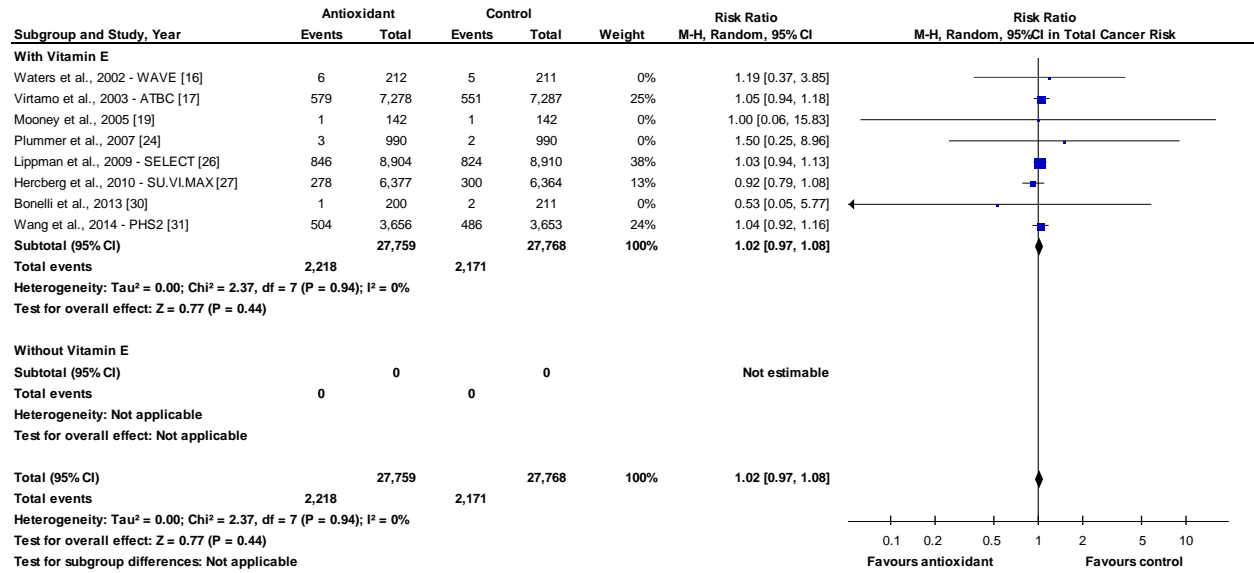 Antioxidant Control Risk Ratio Risk Ratio
Subgroup and Study, Year Events Total Events Total Weight M-H, Random, 95% CI M-H, Random, 95%CI in Total Cancer Risk
With Vitamin E
Waters et al., 2002 - WAVE [16] 6 212 5 211 0% 1.19 [0.37, 3.85]
Virtamo et al., 2003 - ATBC [17] 579 7,278 551 7,287 25% 1.05 [0.94, 1.18]
Mooney et al., 2005 [19] 1 142 1 142 0% 1.00 [0.06, 15.83]
Plummer et al., 2007 [24] 3 990 2 990 0% 1.50 [0.25, 8.96]
Lippman et al., 2009 - SELECT [26] 846 8,904 824 8,910 38% 1.03 [0.94, 1.13]
Hercberg et al., 2010 - SU.VI.MAX [27] 278 6,377 300 6,364 13% 0.92 [0.79, 1.08]
Bonelli et al., 2013 [30] 1 200 2 211 0% 0.53 [0.05, 5.77]
Wang et al., 2014 - PHS2 [31] 504 3,656 486 3,653 24% 1.04 [0.92, 1.16]
Subtotal (95% CI) 27,759 27,768 100% 1.02 [0.97, 1.08]
Total events 2,218 2,171
Heterogeneity: Tau² = 0.00; Chi² = 2.37, df = 7 (P = 0.94); I² = 0%
Test for overall effect: Z = 0.77 (P = 0.44)
Without Vitamin E
Subtotal (95% CI) 0 0 Not estimable
Total events 0 0
Heterogeneity: Not applicable
Test for overall effect: Not applicable
Total (95% CI) 27,759 27,768 100% 1.02 [0.97, 1.08]
Total events 2,218 2,171
Heterogeneity: Tau² = 0.00; Chi² = 2.37, df = 7 (P = 0.94); I² = 0%
Test for overall effect: Z = 0.77 (P = 0.44) 0.1 0.2 0.5 1 2 5 10
Test for subgroup differences: Not applicable Favours antioxidant Favours control